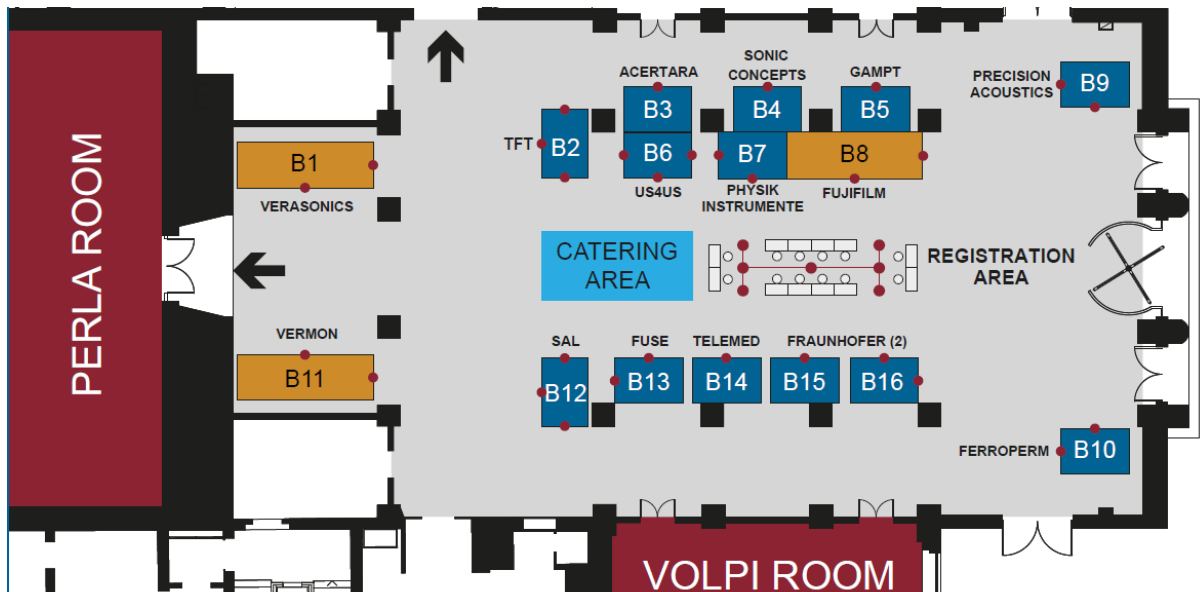 PERLA ROOM
B1
VERASONICS
VERMON
B11
TFT
B2
ACERTARA
B3
B6
US4US
SONIC
CONCEPTS
B4
B7
PHYSIK
INSTRUMENTE
GAMPT
B5
B8
FUJIFILM
PRECISION
ACOUSTICS
B9
CATERING
AREA
REGISTRATION
AREA
SAL
B12
FUSE
B13
TELEMED
B14
FRAUNHOFER (2)
B15
B16
FERROPERM
B10
VOLPI ROOM